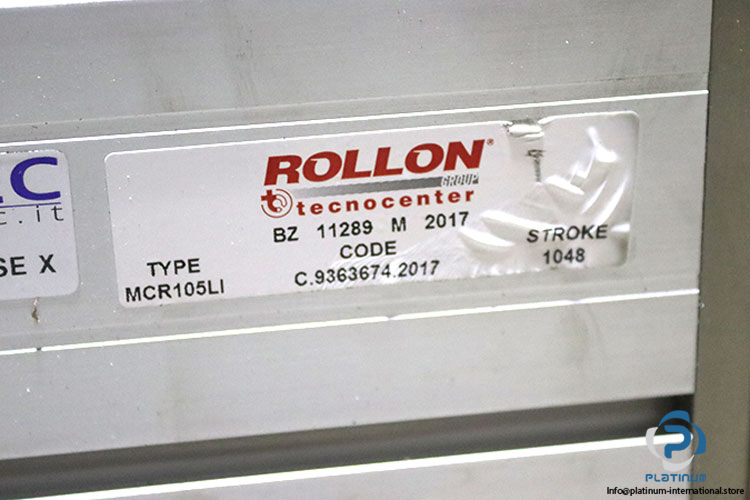 C
c.it
SE X
ROLLON®
GROUP
tecnocenter
BZ 11289 M 2017
CODE
C.9363674.2017
TYPE
MCR105LI
STROKE
1048
PLATINUM
Info@platinum-international.store